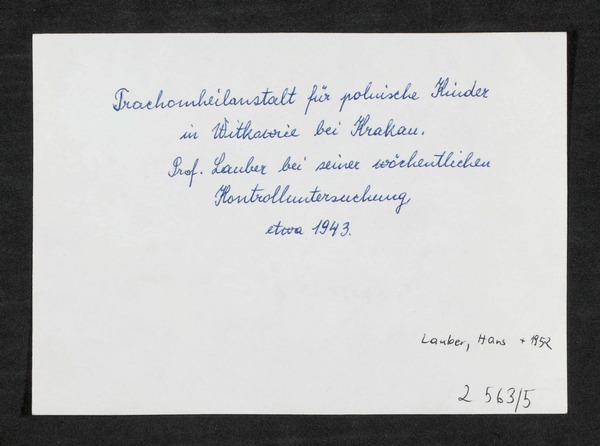 Trachomheilanstalt für polnische Kinder
in Witkowie bei Krakau.
Prof. Lauber bei seiner wöchentlichen
Kontrolluntersuchung,
etwa 1943.
Lauber, Hans + 1952
2 563/5